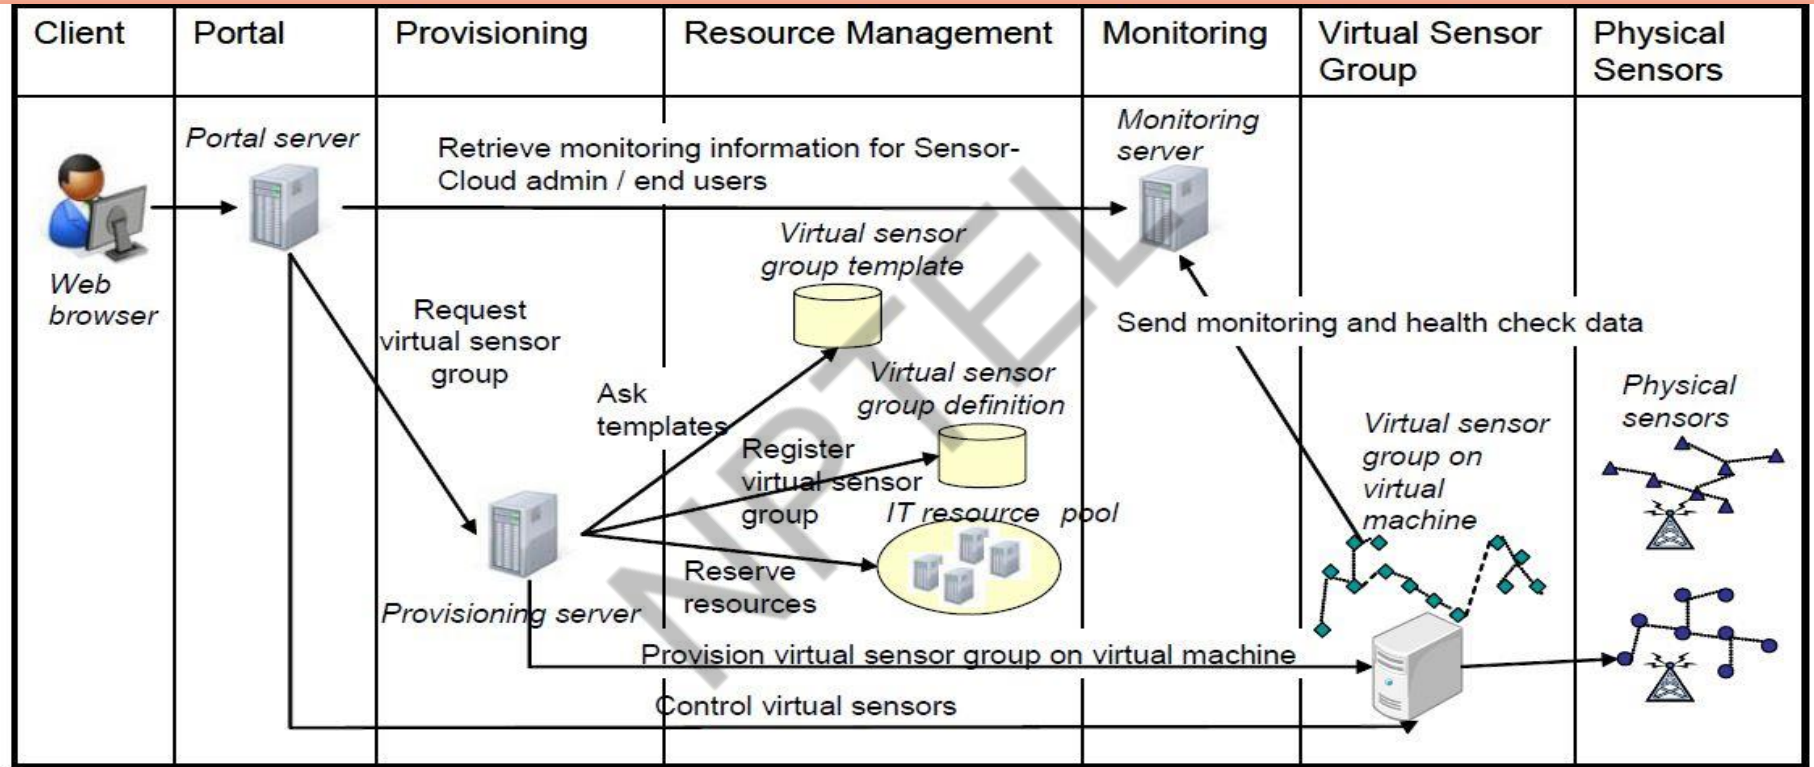 Client
Portal
Provisioning
Resource Management
Monitoring
Virtual Sensor
Group
Physical
Sensors
Portal server
Retrieve monitoring information for Sensor-
Cloud admin / end users
Monitoring
server
Web
browser
Virtual sensor
group template
Request
virtual sensor
group
Send monitoring and health check data
Ask
templates
Virtual sensor
group definition
Register
virtual sensor
group
IT resource pool
Reserve
resources
Provisioning server
Virtual sensor
group on
virtual
machine
Physical
sensors
Provision virtual sensor group on virtual machine
Control virtual sensors
NPTEL